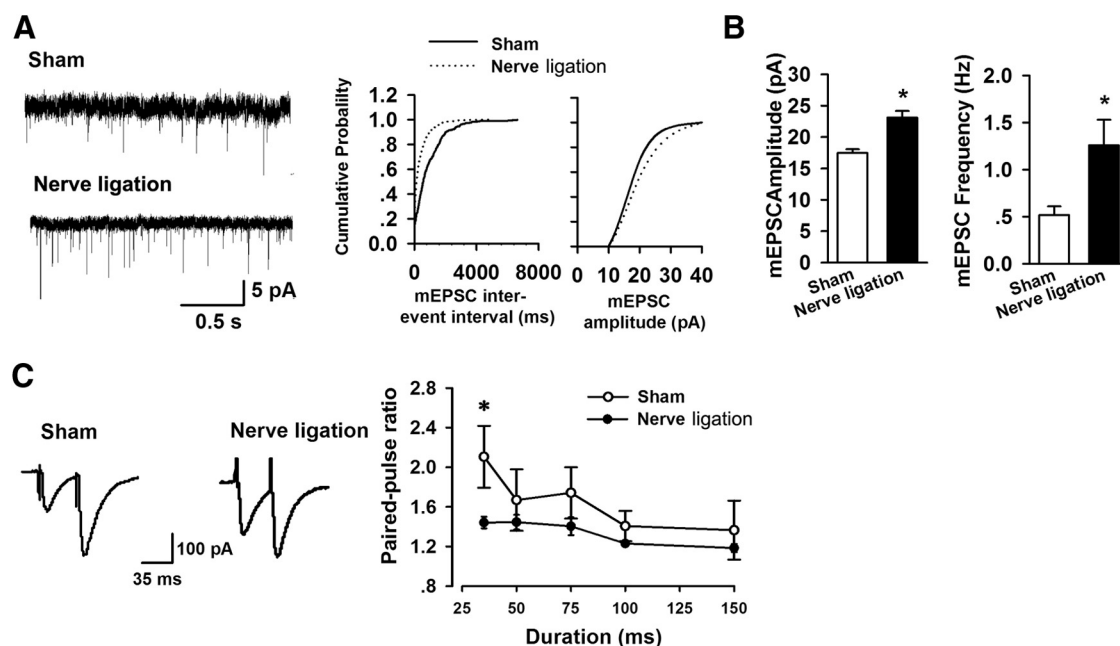 A
Sham
Nerve ligation
5 pA
0.5 s
Sham
Nerve ligation
Cumulative Probality
1.2
1.0
.8
.6
.4
.2
0.0
0 4000 8000
mEPSC inter-
event interval (ms)
0 10 20 30 40
mEPSC
amplitude (pA)
B
mEPSCAmplitude (pA)
30
25
20
15
10
5
0
*
Sham
Nerve ligation
mEPSC Frequency (Hz)
2.0
1.5
1.0
.5
0.0
*
Sham
Nerve ligation
C
Sham
Nerve ligation
100 pA
35 ms
Paired-pulse ratio
2.8
2.4
2.0
1.6
1.2
.8
*
Sham
Nerve ligation
25 50 75 100 125 150
Duration (ms)